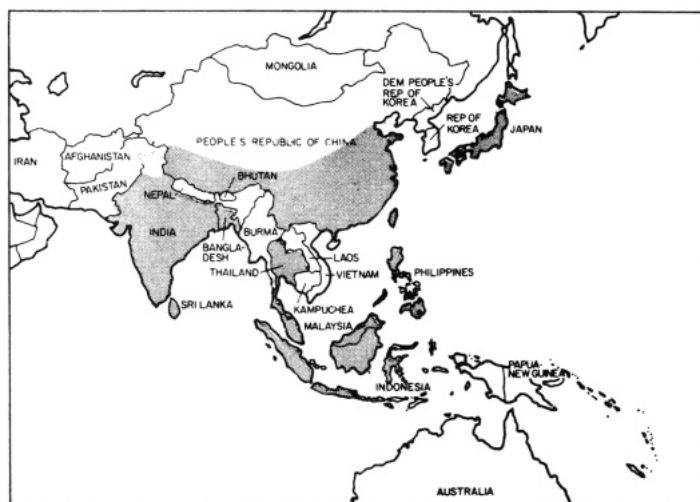 MONGOLIA
DEM PEOPLE'S
REP OF
KOREA
REP OF
KOREA
JAPAN
PEOPLE'S REPUBLIC OF CHINA
IRAN
AFGHANISTAN
PAKISTAN
NEPAL
BHUTAN
INDIA
BANGLA-
DESH
BURMA
LAOS
THAILAND
VIETNAM
PHILIPPINES
KAMPUCHEA
SRI LANKA
MALAYSIA
INDONESIA
PAPUA-
NEW GUINEA
AUSTRALIA